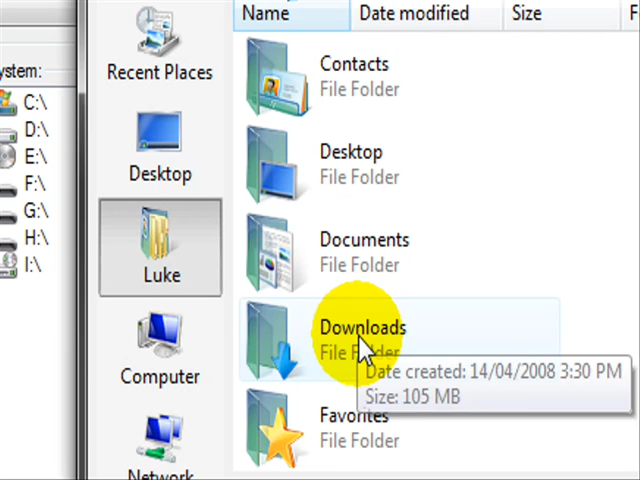 Name
Date modified
Size
ystem:
C:\
D:\
E:\
F:\
G:\
H:\
I:\
Recent Places
Desktop
Luke
Computer
Network
Contacts
File Folder
Desktop
File Folder
Documents
File Folder
Downloads
File Folder
Date created: 14/04/2008 3:30 PM
Size: 105 MB
Favorites
File Folder